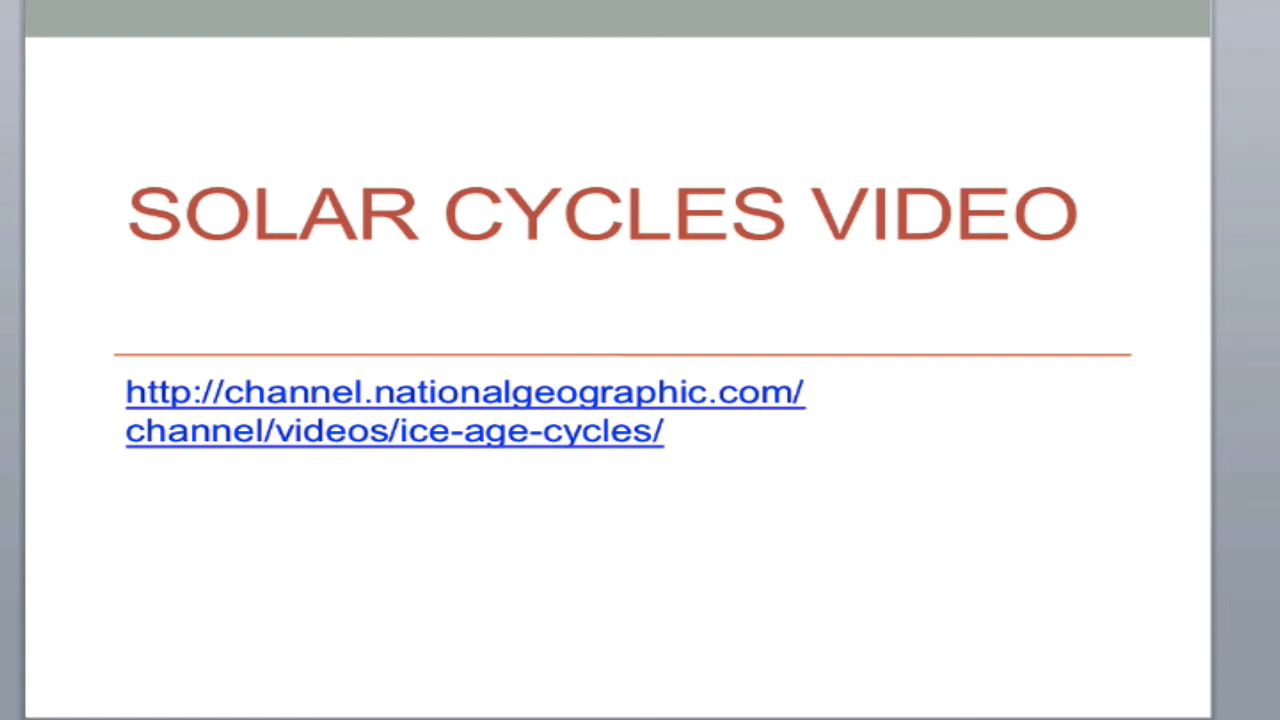 SOLAR CYCLES VIDEO
http://channel.nationalgeographic.com/
channel/videos/ice-age-cycles/